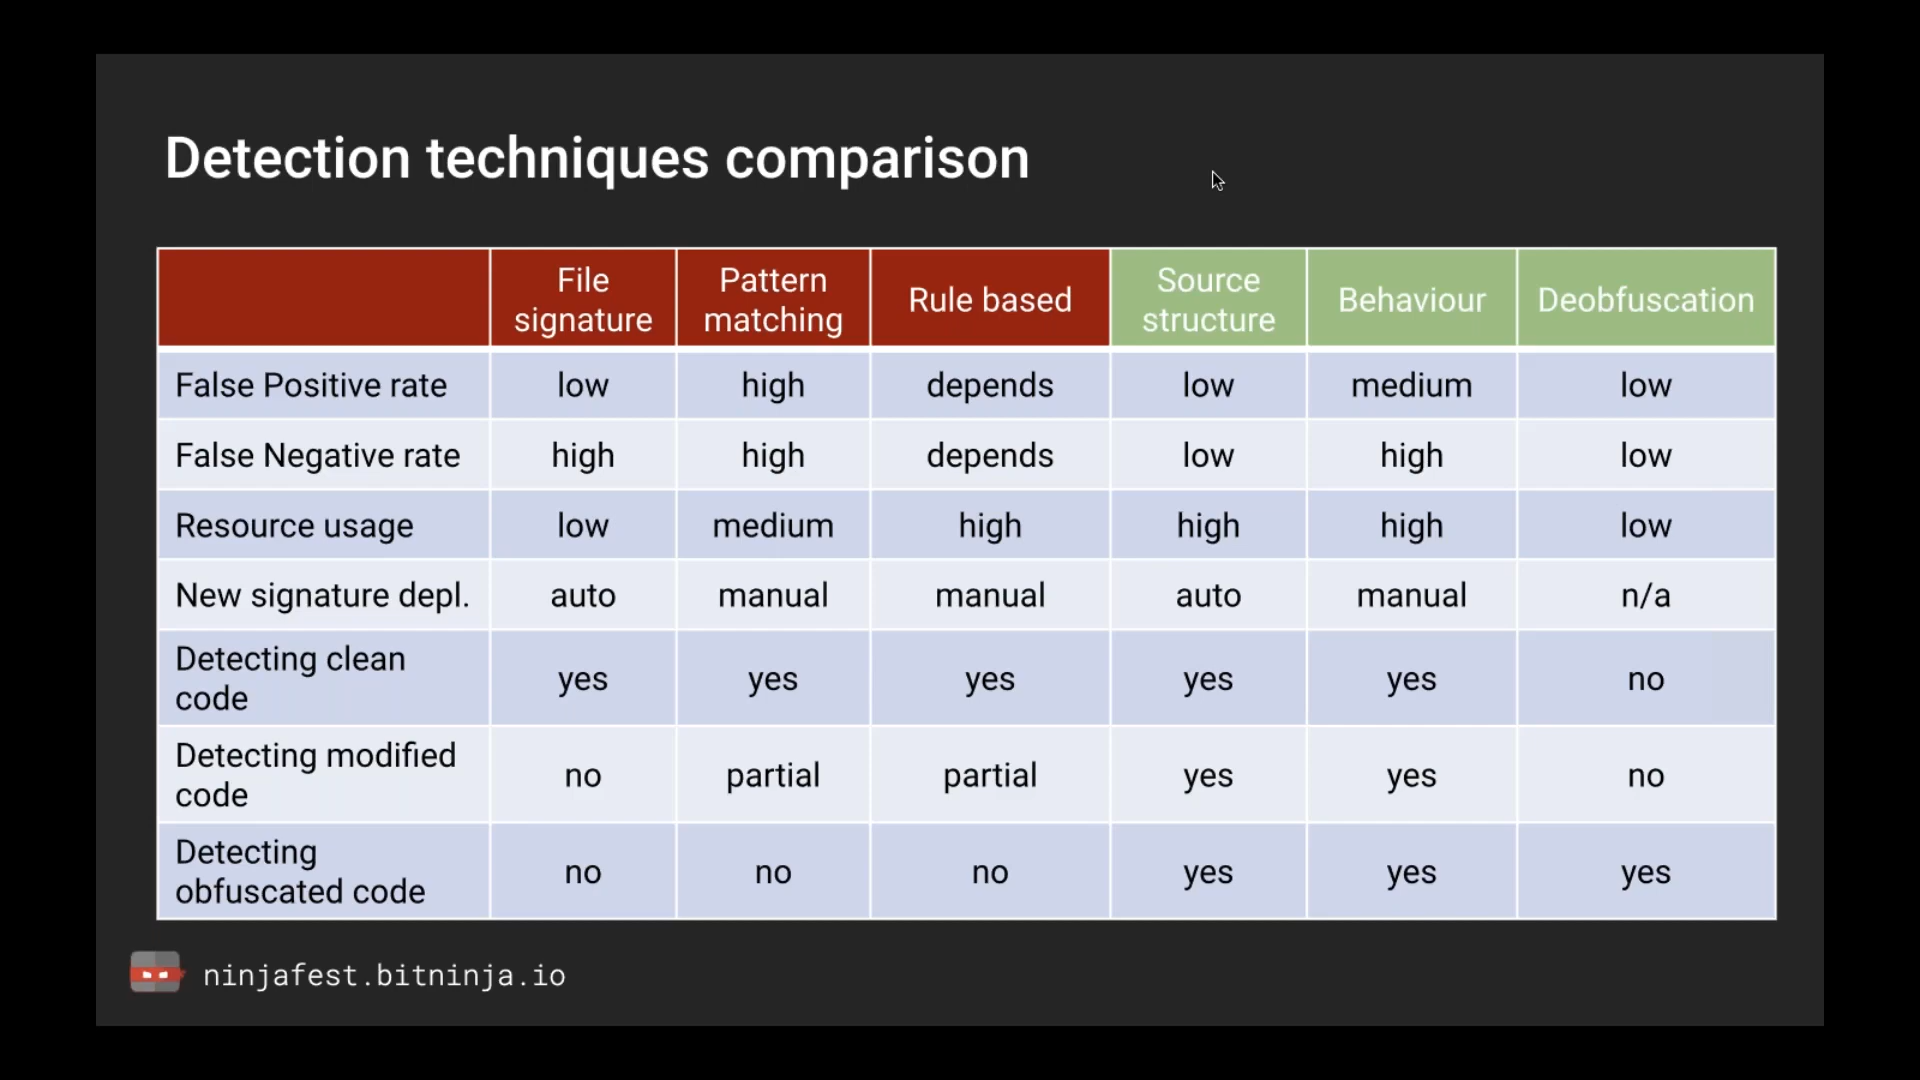 Detection techniques comparison
File signature Pattern matching Rule based Source structure Behaviour Deobfuscation
False Positive rate low high depends low medium low
False Negative rate high high depends low high low
Resource usage low medium high high high low
New signature depl. auto manual manual auto manual n/a
Detecting clean code yes yes yes yes yes no
Detecting modified code no partial partial yes yes no
Detecting obfuscated code no no no yes yes yes
ninjafest.bitninja.io